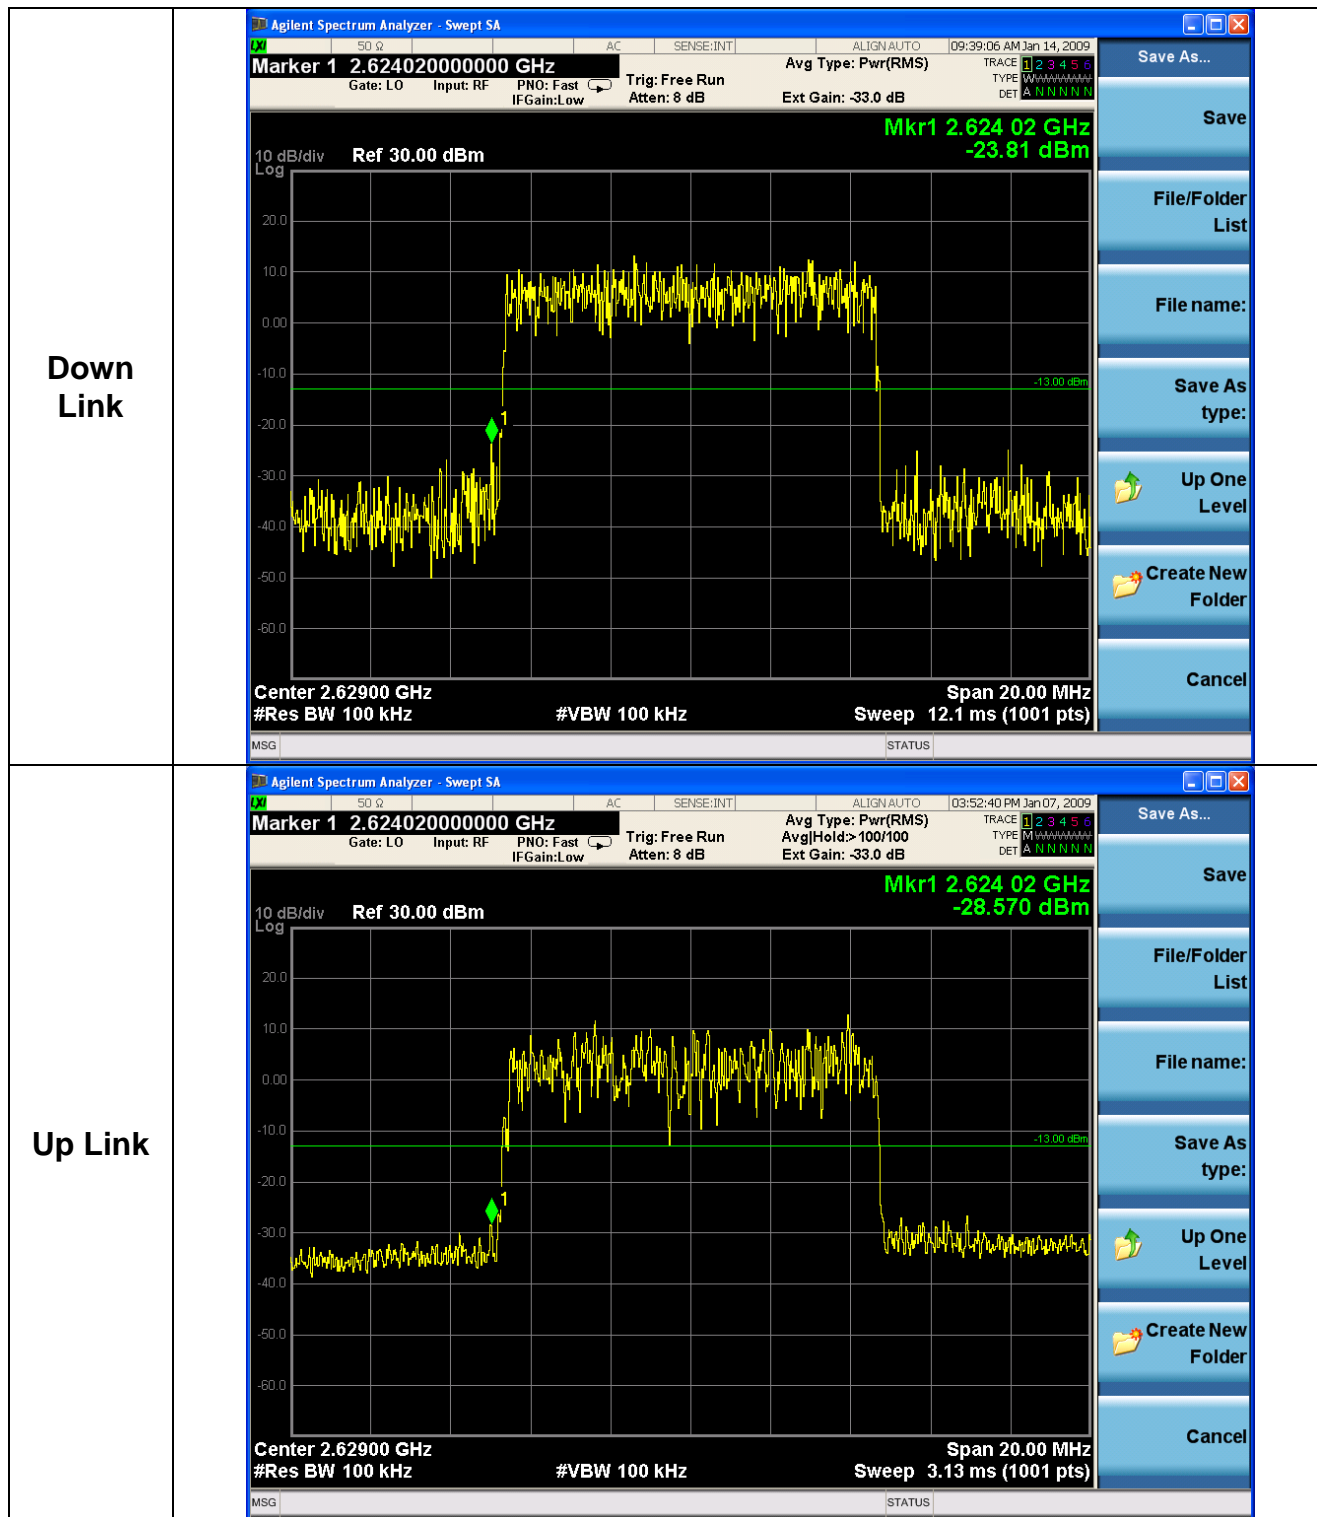 Down
Link
Agilent Spectrum Analyzer - Swept SA
LXI 50 Ω AC SENSE:INT ALIGN AUTO 09:39:06 AM Jan 14, 2009
Marker 1 2.624020000000 GHz
Gate: LO Input: RF PNO: Fast IFGain:Low
Trig: Free Run
Atten: 8 dB
Avg Type: Pwr(RMS)
Ext Gain: -33.0 dB
TRACE 1 2 3 4 5 6
TYPE W
DET A N N N N N
Mkr1 2.624 02 GHz
-23.81 dBm
10 dB/div Ref 30.00 dBm
Log
20.0
10.0
0.00
-10.0
-13.00 dBm
1
-20.0
-30.0
-40.0
-50.0
-60.0
Center 2.62900 GHz Span 20.00 MHz
#Res BW 100 kHz #VBW 100 kHz Sweep 12.1 ms (1001 pts)
MSG STATUS
Save As...
Save
File/Folder
List
File name:
Save As
type:
Up One
Level
Create New
Folder
Cancel
Up Link
Agilent Spectrum Analyzer - Swept SA
LXI 50 Ω AC SENSE:INT ALIGN AUTO 03:52:40 PM Jan 07, 2009
Marker 1 2.624020000000 GHz
Gate: LO Input: RF PNO: Fast IFGain:Low
Trig: Free Run
Atten: 8 dB
Avg Type: Pwr(RMS)
Avg|Hold:>100/100
Ext Gain: -33.0 dB
TRACE 1 2 3 4 5 6
TYPE M
DET A N N N N N
Mkr1 2.624 02 GHz
-28.570 dBm
10 dB/div Ref 30.00 dBm
Log
20.0
10.0
0.00
-10.0
-13.00 dBm
-20.0
1
-30.0
-40.0
-50.0
-60.0
Center 2.62900 GHz Span 20.00 MHz
#Res BW 100 kHz #VBW 100 kHz Sweep 3.13 ms (1001 pts)
MSG STATUS
Save As...
Save
File/Folder
List
File name:
Save As
type:
Up One
Level
Create New
Folder
Cancel